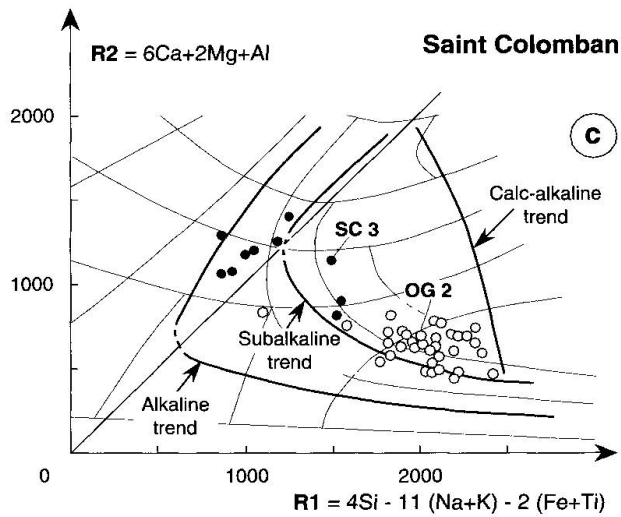 R2 = 6Ca+2Mg+Al
Saint Colomban
2000
C
Calc-alkaline
trend
SC 3
1000
OG 2
Subalkaline
trend
Alkaline
trend
0
1000
2000
R1 = 4Si - 11 (Na+K) - 2 (Fe+Ti)